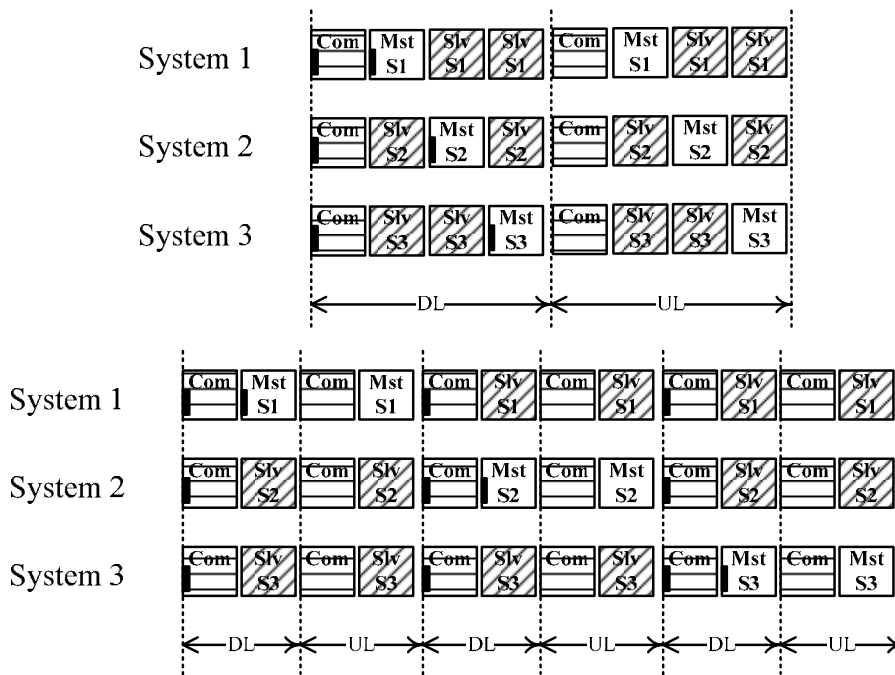 System 1
Com Mst Slv Slv Com Mst Slv Slv
S1 S1 S1 S1 S1 S1
System 2
Com Slv Mst Slv Com Slv Mst Slv
S2 S2 S2 S2 S2 S2
System 3
Com Slv Slv Mst Com Slv Slv Mst
S3 S3 S3 S3 S3 S3
DL UL
System 1
Com Mst Com Mst Com Slv Com Slv Com Slv Com Slv
S1 S1 S1 S1 S1 S1
System 2
Com Slv Com Slv Com Mst Com Mst Com Slv Com Slv
S2 S2 S2 S2 S2 S2
System 3
Com Slv Com Slv Com Slv Com Slv Com Mst Com Mst
S3 S3 S3 S3 S3 S3
DL UL DL UL DL UL